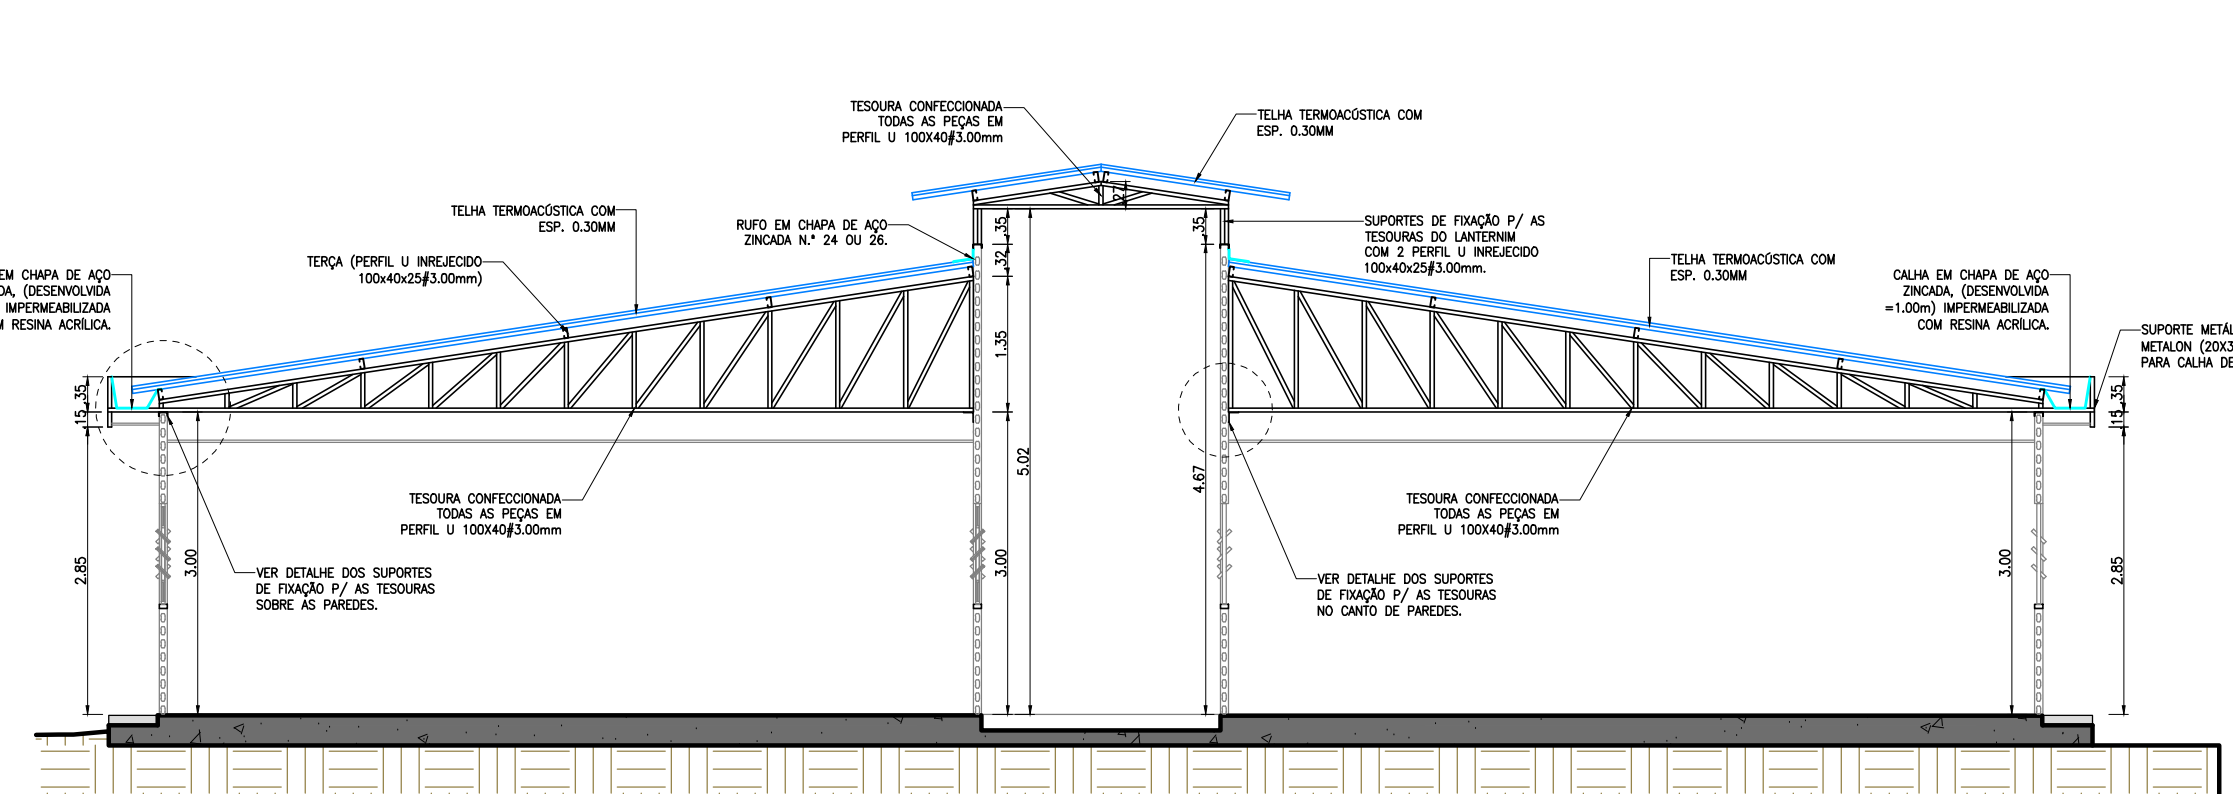 TESOURA CONFECCIONADA
TODAS AS PEÇAS EM
PERFIL U 100X40#3.00mm
TELHA TERMOACÚSTICA COM
ESP. 0.30MM
TELHA TERMOACÚSTICA COM
ESP. 0.30MM
RUFO EM CHAPA DE AÇO
ZINCADA N.° 24 OU 26.
SUPORTES DE FIXAÇÃO P/ AS
TESOURAS DO LANTERNIM
COM 2 PERFIL U INREJECIDO
100x40x25#3.00mm.
TERÇA (PERFIL U INREJECIDO
100x40x25#3.00mm)
TELHA TERMOACÚSTICA COM
ESP. 0.30MM
EM CHAPA DE AÇO
DA, (DESENVOLVIDA
IMPERMEABILIZADA
M RESINA ACRÍLICA.
CALHA EM CHAPA DE AÇO
ZINCADA, (DESENVOLVIDA
=1.00m) IMPERMEABILIZADA
COM RESINA ACRÍLICA.
SUPORTE METÁL
METALON (20X3
PARA CALHA DE
27
.35
.35
.32
1.35
.35
.15
.35
.15
5.02
4.67
TESOURA CONFECCIONADA
TODAS AS PEÇAS EM
PERFIL U 100X40#3.00mm
TESOURA CONFECCIONADA
TODAS AS PEÇAS EM
PERFIL U 100X40#3.00mm
2.85
3.00
3.00
3.00
2.85
VER DETALHE DOS SUPORTES
DE FIXAÇÃO P/ AS TESOURAS
SOBRE AS PAREDES.
VER DETALHE DOS SUPORTES
DE FIXAÇÃO P/ AS TESOURAS
NO CANTO DE PAREDES.